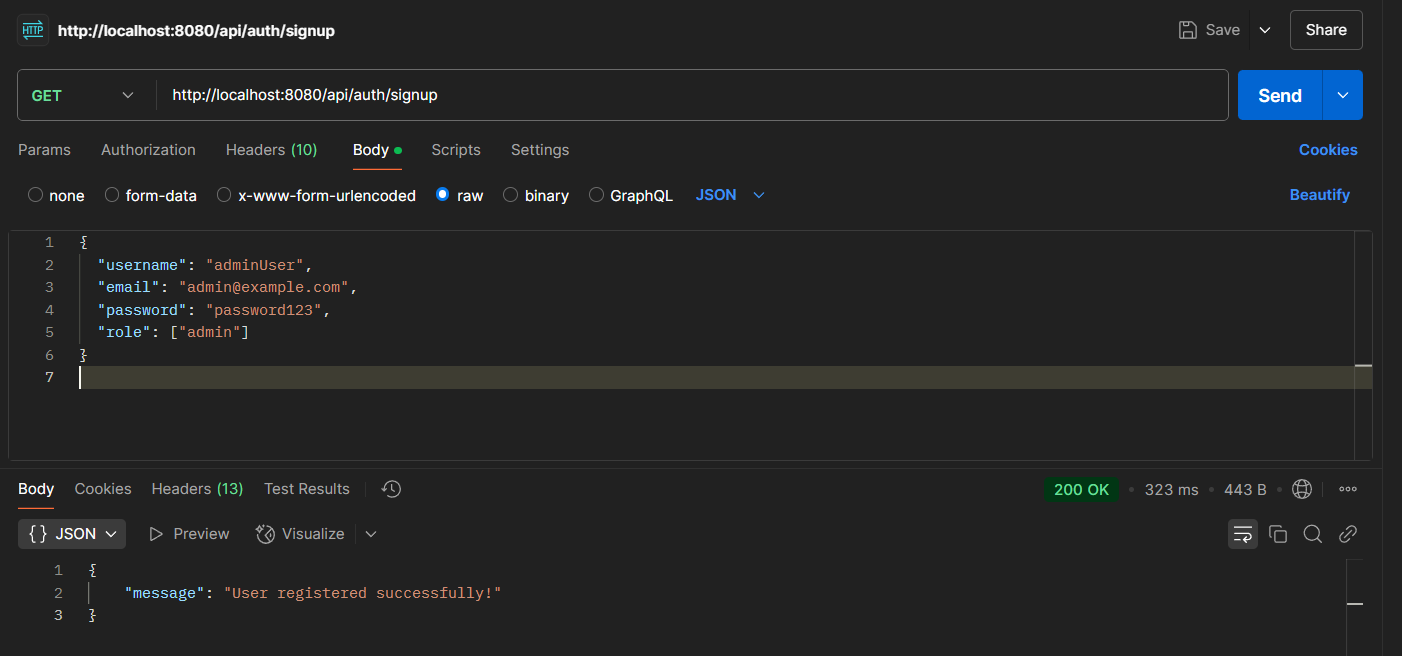 HTTP http://localhost:8080/api/auth/signup Save Share
GET http://localhost:8080/api/auth/signup Send
Params Authorization Headers (10) Body Scripts Settings Cookies
none form-data x-www-form-urlencoded raw binary GraphQL JSON Beautify
1 {
2 "username": "adminUser",
3 "email": "admin@example.com",
4 "password": "password123",
5 "role": ["admin"]
6 }
7
Body Cookies Headers (13) Test Results 200 OK • 323 ms • 443 B •
{} JSON Preview Visualize
1 {
2 "message": "User registered successfully!"
3 }